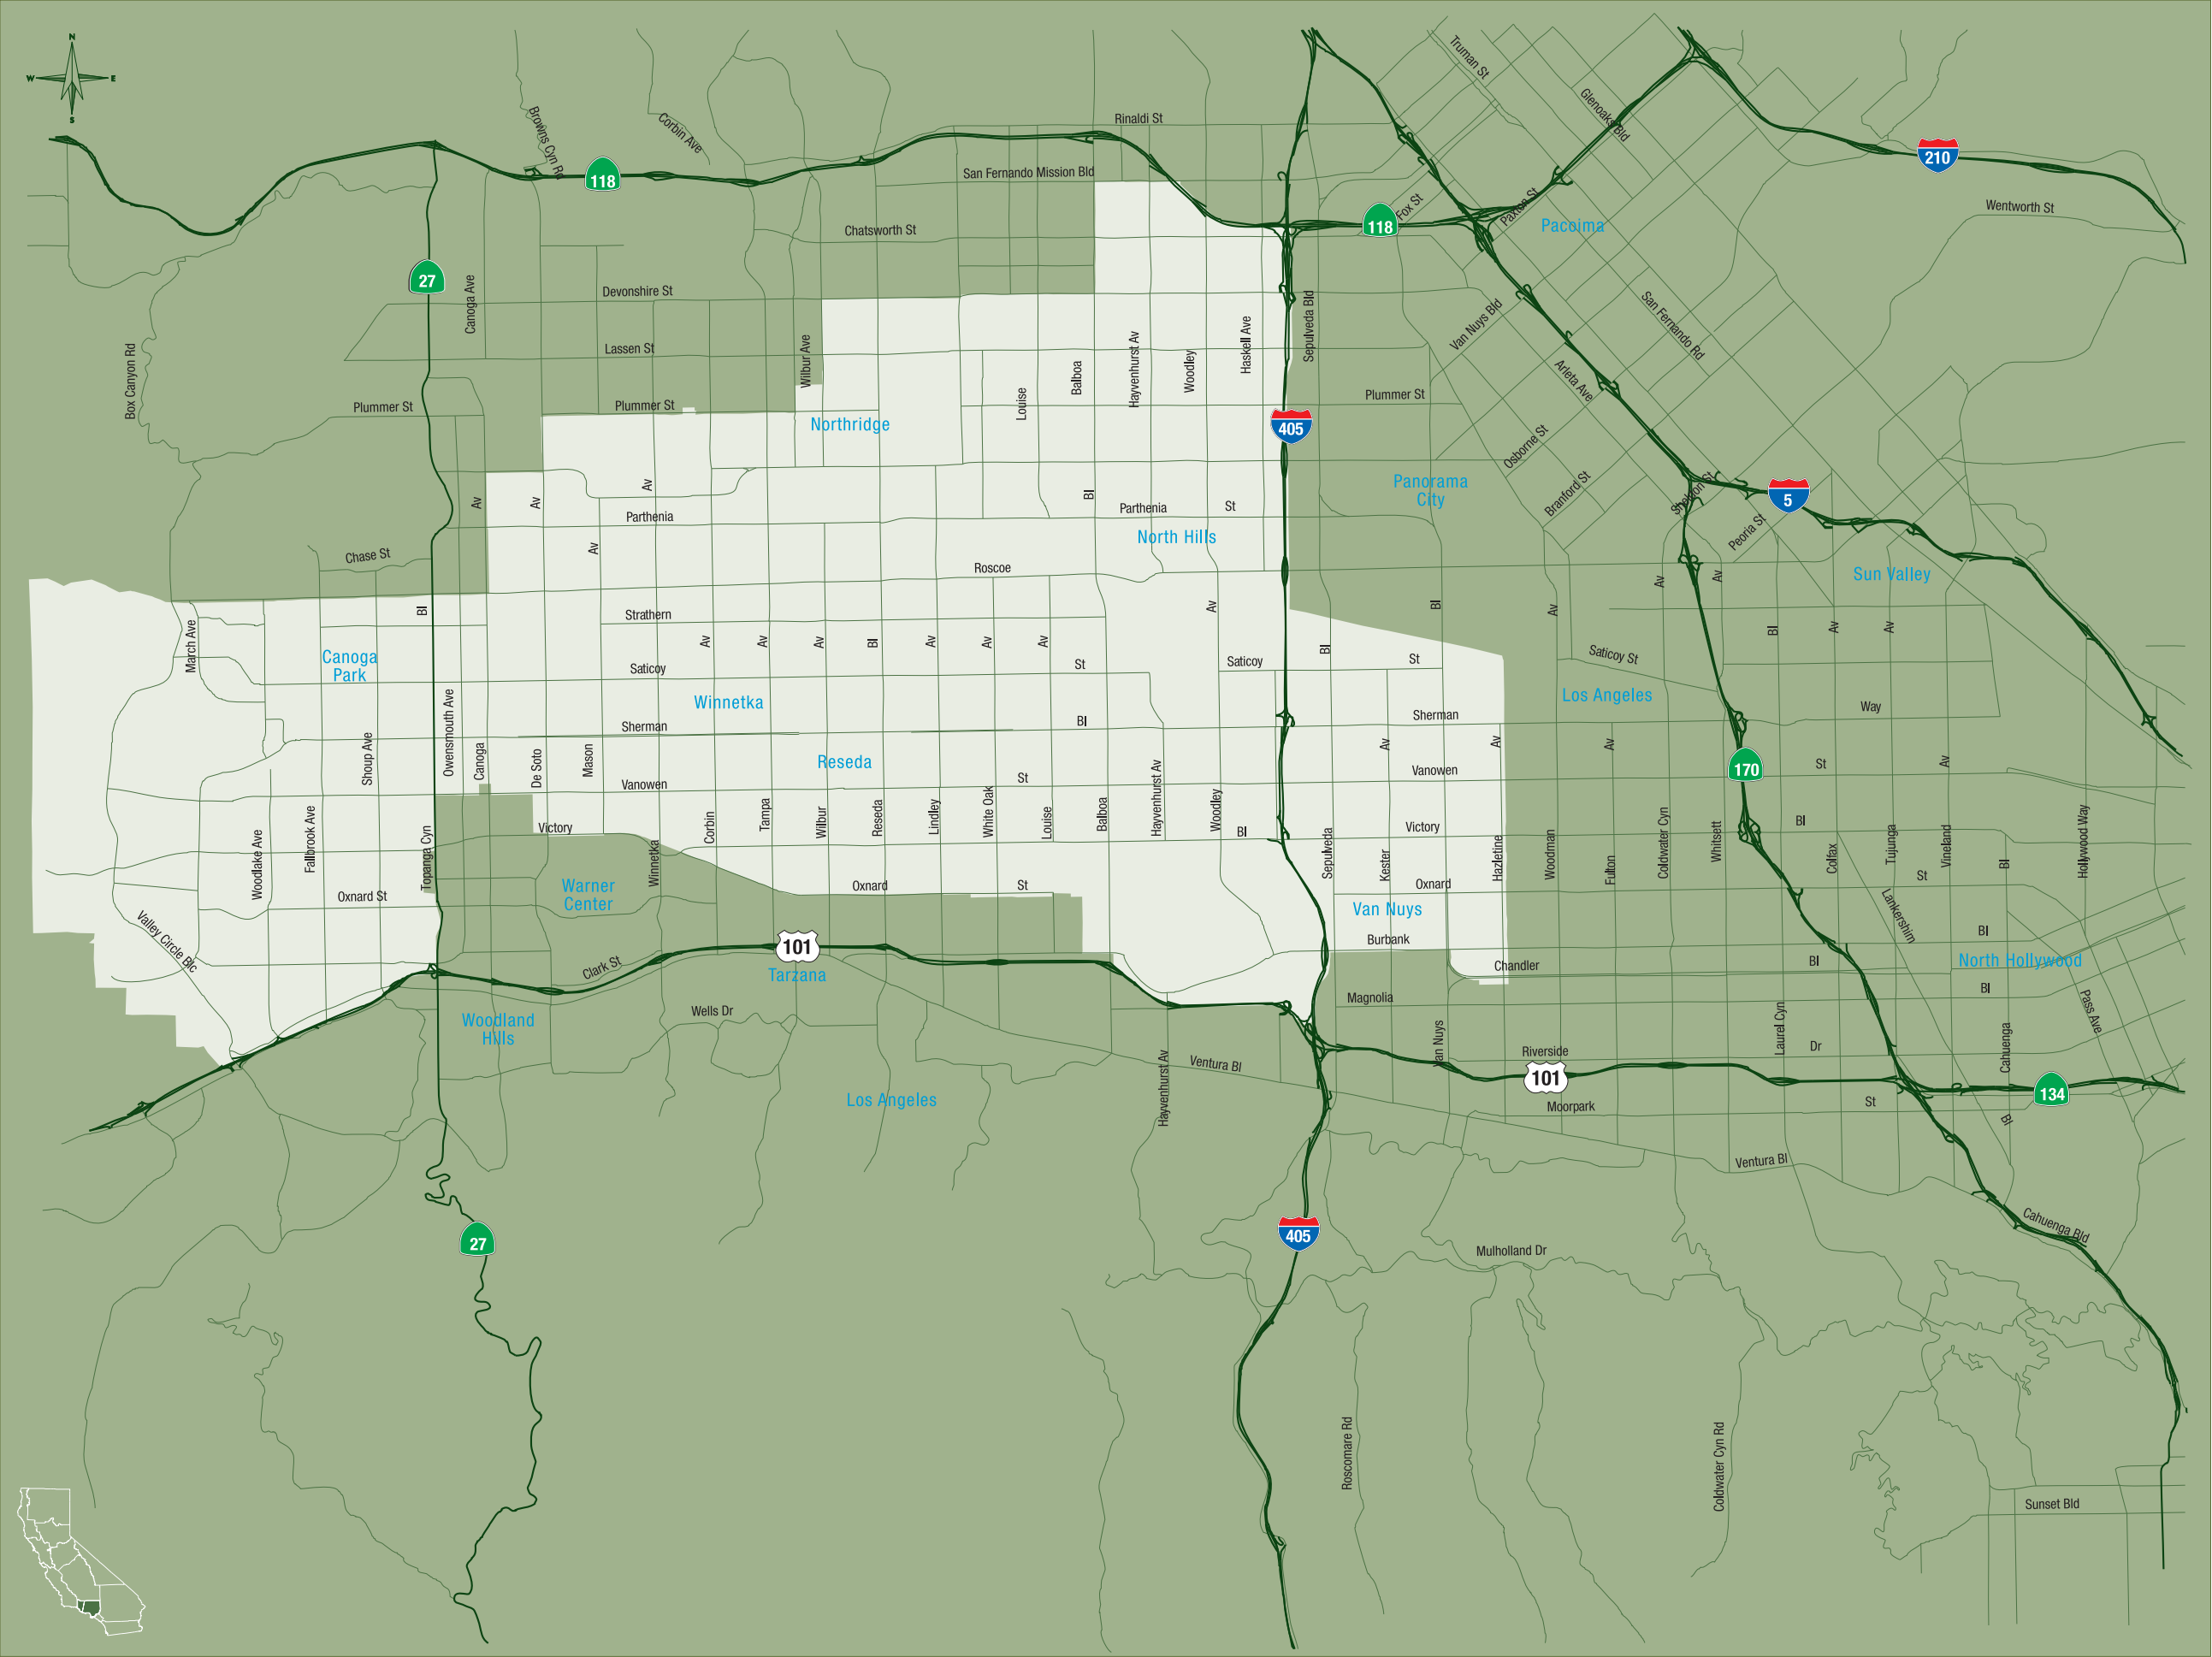 N
W E
S
Truman St
Glenoaks Bld
Browns Cyn Rd
Corbin Ave
Rinaldi St
118
San Fernando Mission Bld
210
Wentworth St
Fox St
Paxton St
118
Pacoima
Chatsworth St
27
Canoga Ave
Devonshire St
Sepulveda Bld
Van Nuys Bld
San Fernando Rd
Box Canyon Rd
Lassen St
Wilbur Ave
Louise
Balboa
Hayvenhurst Av
Woodley
Haskell Ave
Arleta Ave
Plummer St
Plummer St
Plummer St
Northridge
405
Osborne St
Panorama
City
Branford St
Sheldon St
5
Av
Av
Av
Bl
Parthenia
Parthenia
St
Peoria St
Chase St
Av
North Hills
Roscoe
Sun Valley
Bl
Strathern
Av
Bl
Av
Av
Av
March Ave
Canoga
Park
Av
Av
Av
Bl
Av
Av
Av
Bl
Bl
Av
Av
Saticoy
St
Saticoy
St
Saticoy St
Winnetka
Los Angeles
Sherman
Bl
Sherman
Way
Shoup Ave
Owensmouth Ave
Canoga
De Soto
Mason
Reseda
Av
Av
Av
Av
Vanowen
St
Vanowen
170
St
Woodlake Ave
Fallbrook Ave
Topanga Cyn
Victory
Winnetka
Corbin
Tampa
Wilbur
Reseda
Lindley
White Oak
Louise
Balboa
Hayvenhurst Av
Woodley
Bl
Sepulveda
Victory
Kester
Hazletine
Woodman
Fulton
Coldwater Cyn
Whitsett
Bl
Colfax
Tujunga
Vineland
Bl
Hollywood Way
Warner
Center
Oxnard St
Oxnard
St
Oxnard
St
Valley Circle Blc
Van Nuys
Lankershim
101
Burbank
Bl
Clark St
Tarzana
Chandler
Bl
North Hollywood
Magnolia
Bl
Pass Ave
Wells Dr
Woodland
Hills
Van Nuys
Laurel Cyn
Cahuenga
Riverside
Dr
Ventura Bl
Hayvenhurst Av
101
134
Los Angeles
Moorpark
St
Bl
Ventura Bl
27
405
Cahuenga Bld
Mulholland Dr
Roscomare Rd
Coldwater Cyn Rd
Sunset Bld